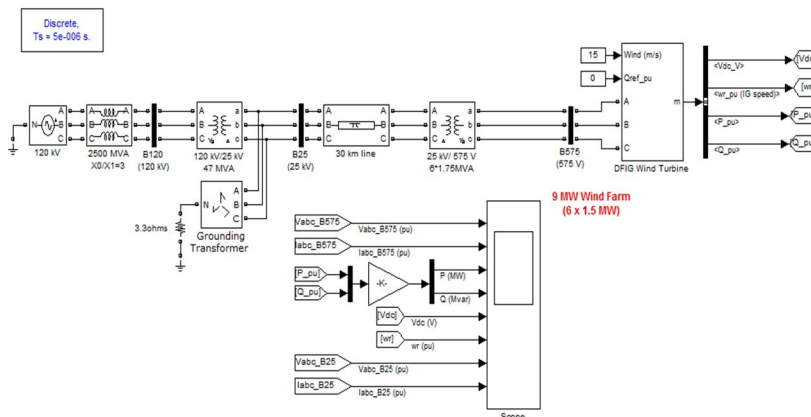 Discrete,
Ts = 5e-006 s.
120 kV
N
A
B
C
2500 MVA
X0/X1=3
A
B
C
A
B
C
B120
(120 kV)
120 kV/25 kV
47 MVA
A
B
C
a
b
c
B25
(25 kV)
30 km line
A
B
C
A
B
C
25 kV/ 575 V
6*1.75MVA
A
B
C
a
b
c
B575
(575 V)
15
0
Wind (m/s)
Qref_pu
A
B
C
m
DFIG Wind Turbine
<Vdc_V>
<wr_pu (IG speed)>
<P_pu>
<Q_pu>
[Vdc
[wr
[P_pu
[Q_pu
3.3ohms
N
A
B
C
Grounding
Transformer
9 MW Wind Farm
(6 x 1.5 MW)
Vabc_B575
Vabc_B575 (pu)
Iabc_B575
Iabc_B575 (pu)
[P_pu]
[Q_pu]
-K-
P (MW)
Q (Mvar)
[Vdc]
Vdc (V)
[wr]
wr (pu)
Vabc_B25
Vabc_B25 (pu)
Iabc_B25
Iabc_B25 (pu)
Scope